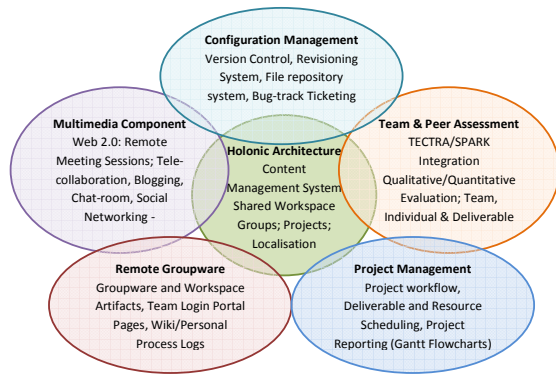 Configuration Management
Version Control, Revisioning
System, File repository
system, Bug-track Ticketing
Multimedia Component
Web 2.0: Remote
Meeting Sessions; Tele-
collaboration, Blogging,
Chat-room, Social
Networking -
Holonic Architecture
Content
Management System
Shared Workspace
Groups; Projects;
Localisation
Team & Peer Assessment
TECTRA/SPARK
Integration
Qualitative/Quantitative
Evaluation; Team,
Individual & Deliverable
Remote Groupware
Groupware and Workspace
Artifacts, Team Login Portal
Pages, Wiki/Personal
Process Logs
Project Management
Project workflow,
Deliverable and Resource
Scheduling, Project
Reporting (Gantt Flowcharts)